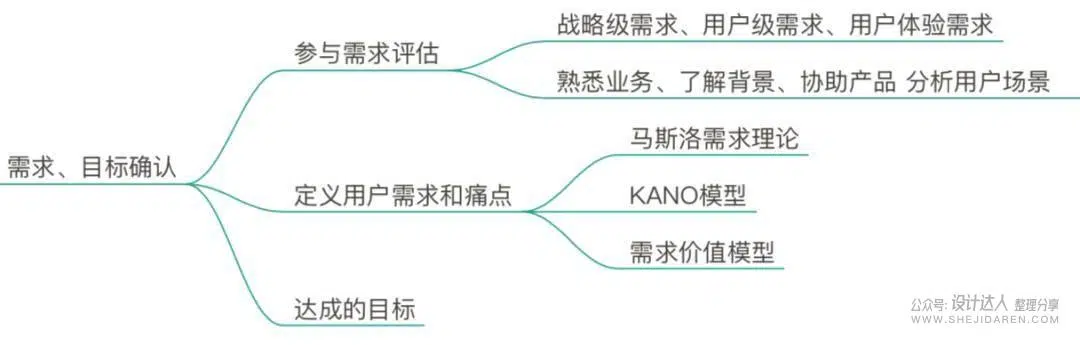 战略级需求、用户级需求、用户体验需求
参与需求评估
熟悉业务、了解背景、协助产品 分析用户场景
马斯洛需求理论
需求、目标确认
定义用户需求和痛点
KANO模型
需求价值模型
达成的目标
公众号: 设计达人 整理分享
WWW.SHEJIDAREN.COM